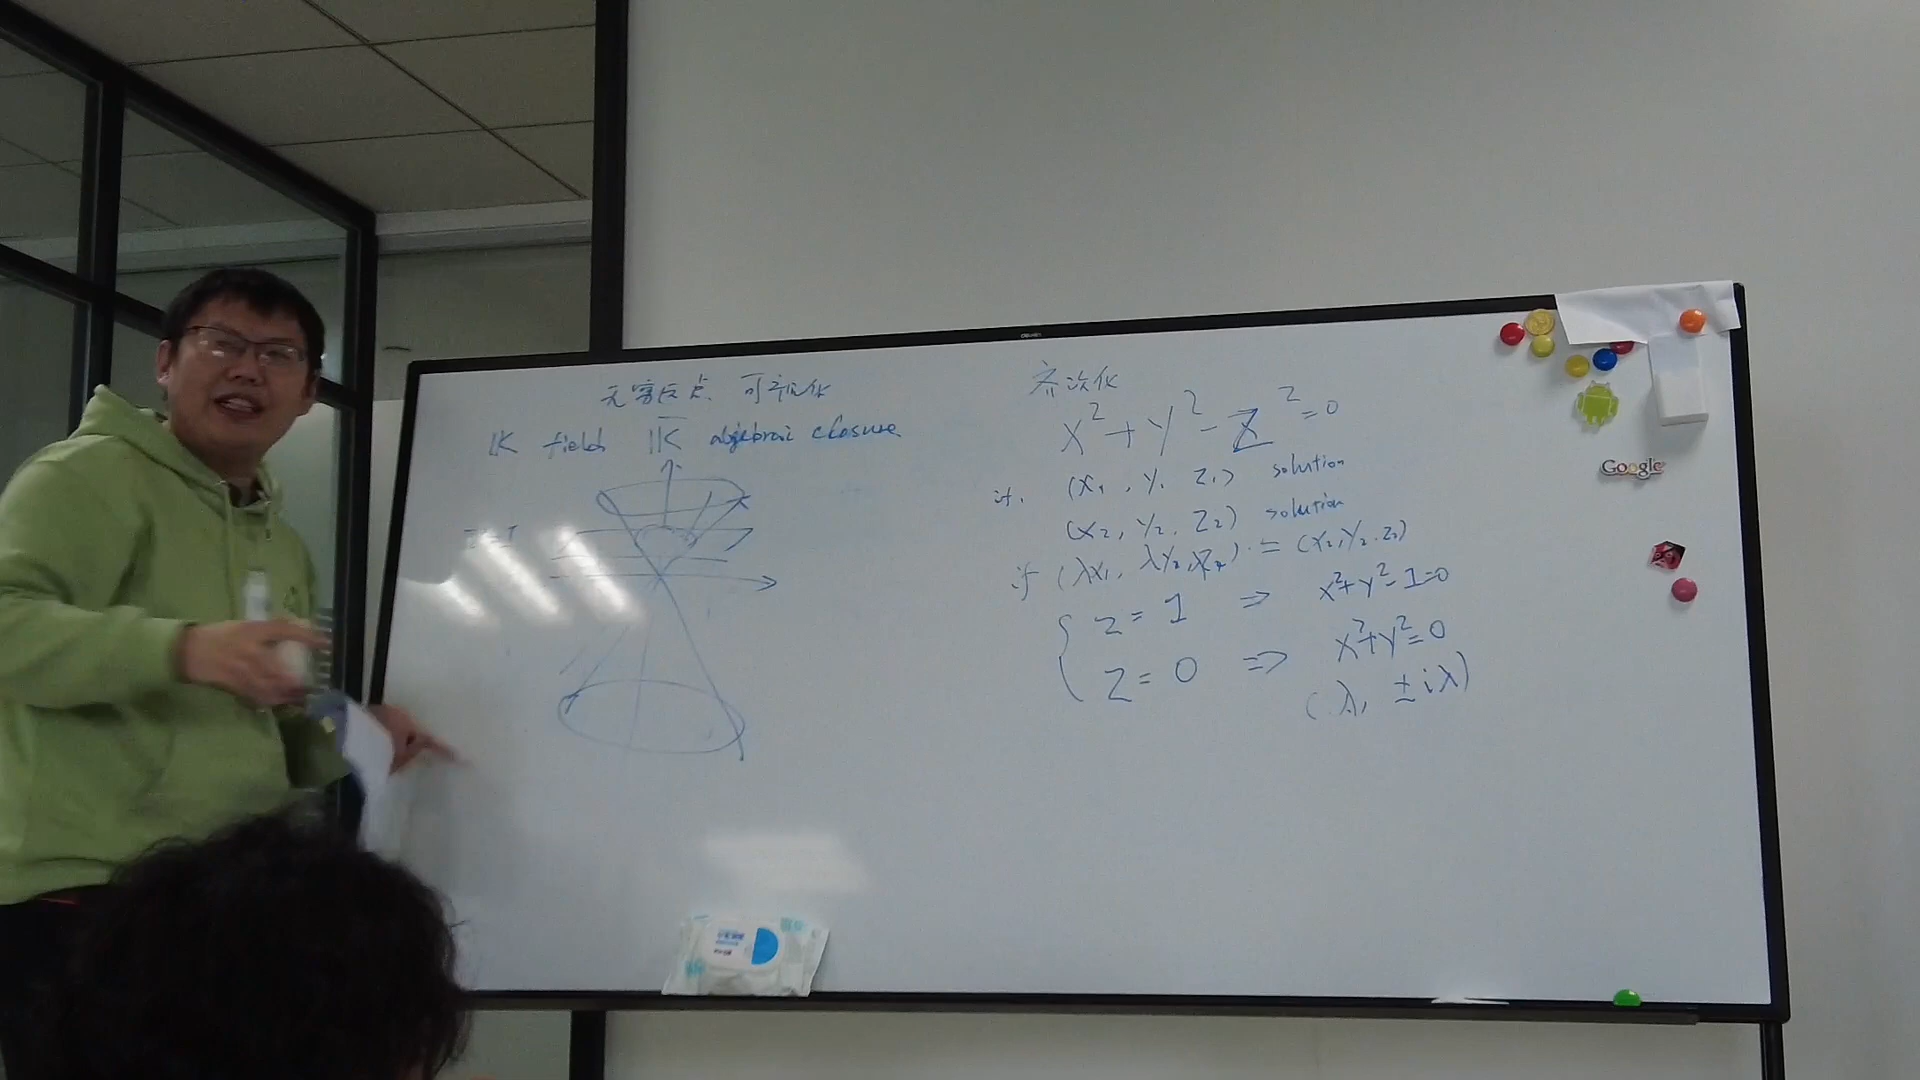 无穷远点. 可视化
IK field IK̅ algebraic closure
齐次化
x² + y² - Z² = 0
if. (x₁, y₁ Z₁) solution
(x₂, y₂. Z₂) solution
if (λx₁, λy₂, λZ₂) = (x₂, y₂. Z₂)
z = 1 ⇒ x² + y² - 1 = 0
Z = 0 ⇒ x² + y² = 0
(λ, ± iλ)
Google